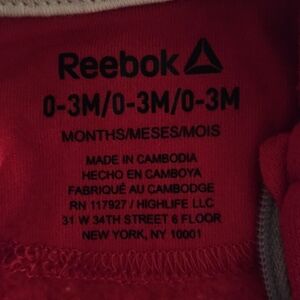 Reebok
0-3M/0-3M/0-3M
MONTHS/MESES/MOIS
MADE IN CAMBODIA
HECHO EN CAMBOYA
FABRIQUÉ AU CAMBODGE
RN 117927 / HIGHLIFE LLC
31 W 34TH STREET 6 FLOOR
NEW YORK, NY 10001